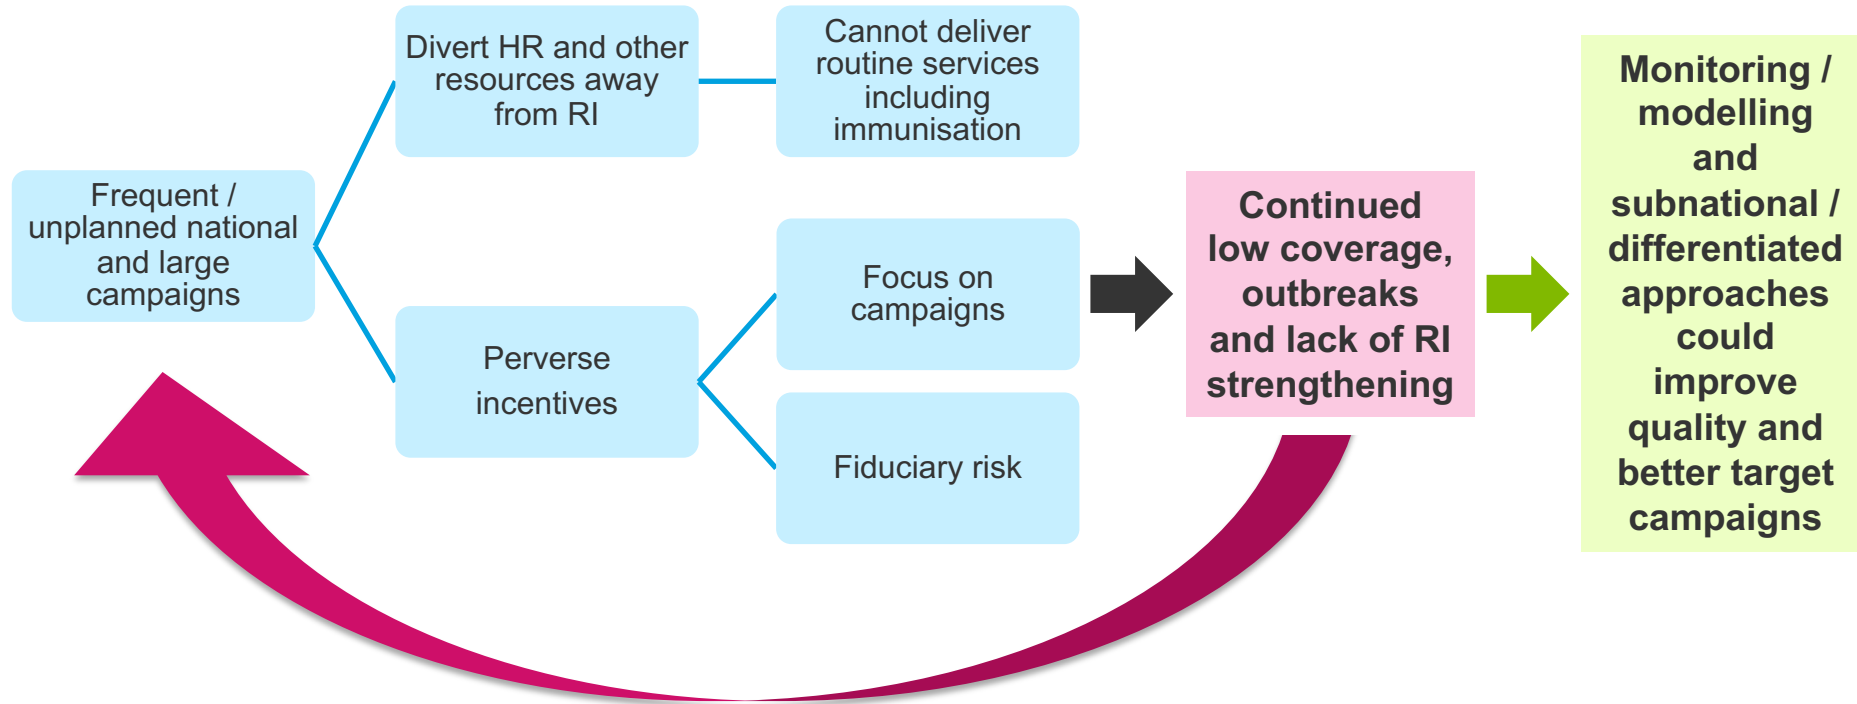 Frequent /
unplanned national
and large
campaigns
Divert HR and other
resources away
from RI
Cannot deliver
routine services
including
immunisation
Perverse
incentives
Focus on
campaigns
Fiduciary risk
Continued
low coverage,
outbreaks
and lack of RI
strengthening
Monitoring /
modelling
and
subnational /
differentiated
approaches
could
improve
quality and
better target
campaigns